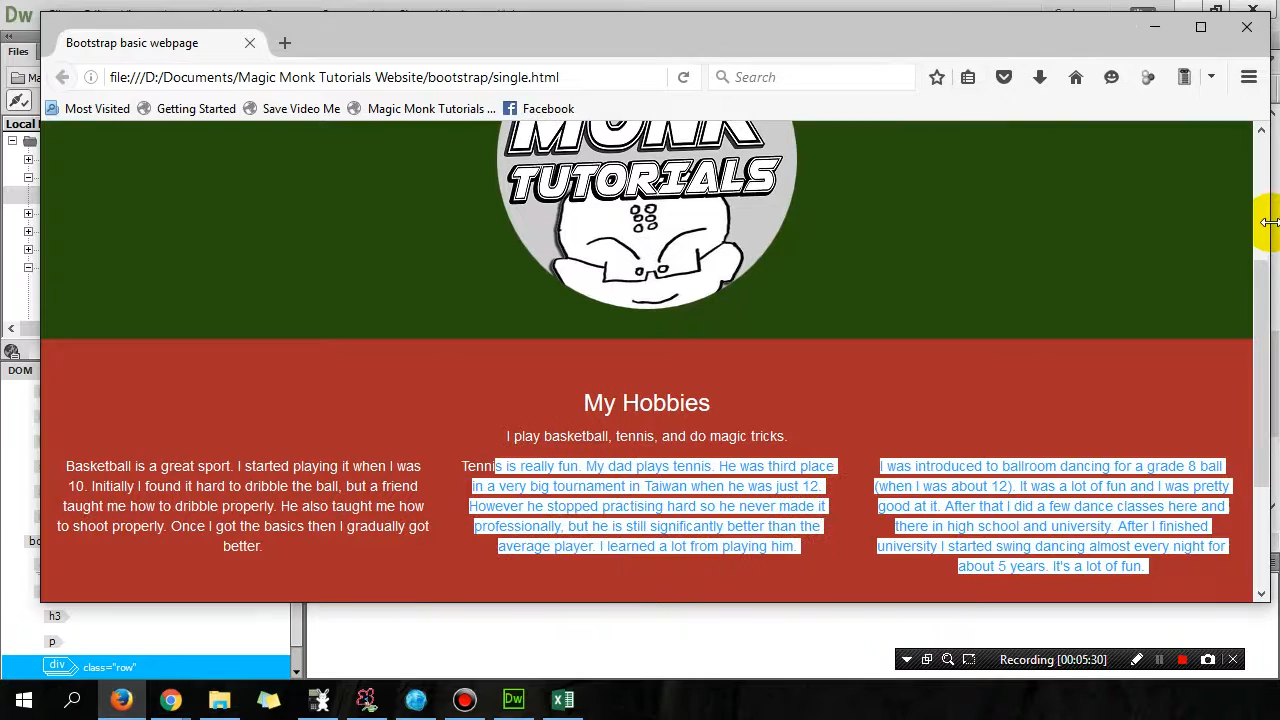 Dw
Bootstrap basic webpage
Files
file:///D:/Documents/Magic Monk Tutorials Website/bootstrap/single.html
Search
Ma
Most Visited
Getting Started
Save Video Me
Magic Monk Tutorials ...
Facebook
Local
MONK
TUTORIALS
DOM
My Hobbies
I play basketball, tennis, and do magic tricks.
Basketball is a great sport. I started playing it when I was
10. Initially I found it hard to dribble the ball, but a friend
taught me how to dribble properly. He also taught me how
to shoot properly. Once I got the basics then I gradually got
better.
Tennis is really fun. My dad plays tennis. He was third place
in a very big tournament in Taiwan when he was just 12.
However he stopped practising hard so he never made it
professionally, but he is still significantly better than the
average player. I learned a lot from playing him.
I was introduced to ballroom dancing for a grade 8 ball
(when I was about 12). It was a lot of fun and I was pretty
good at it. After that I did a few dance classes here and
there in high school and university. After I finished
university I started swing dancing almost every night for
about 5 years. It's a lot of fun.
bo
h3
p
div class="row"
Recording [00:05:30]
Dw